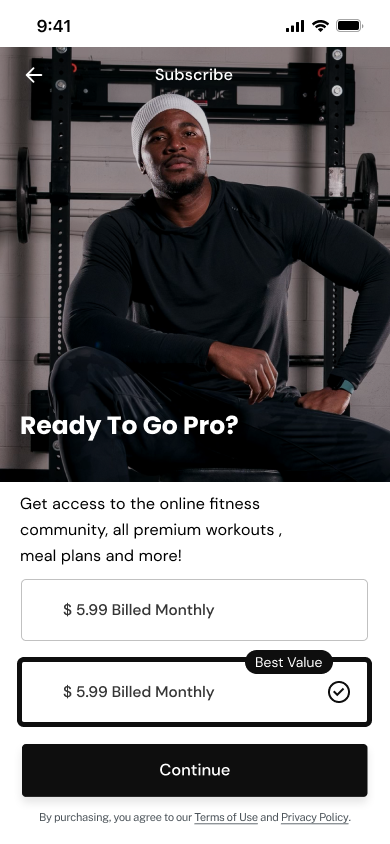 9:41
Subscribe
Ready To Go Pro?
Get access to the online fitness
community, all premium workouts ,
meal plans and more!
$ 5.99 Billed Monthly
Best Value
$ 5.99 Billed Monthly
Continue
By purchasing, you agree to our Terms of Use and Privacy Policy.